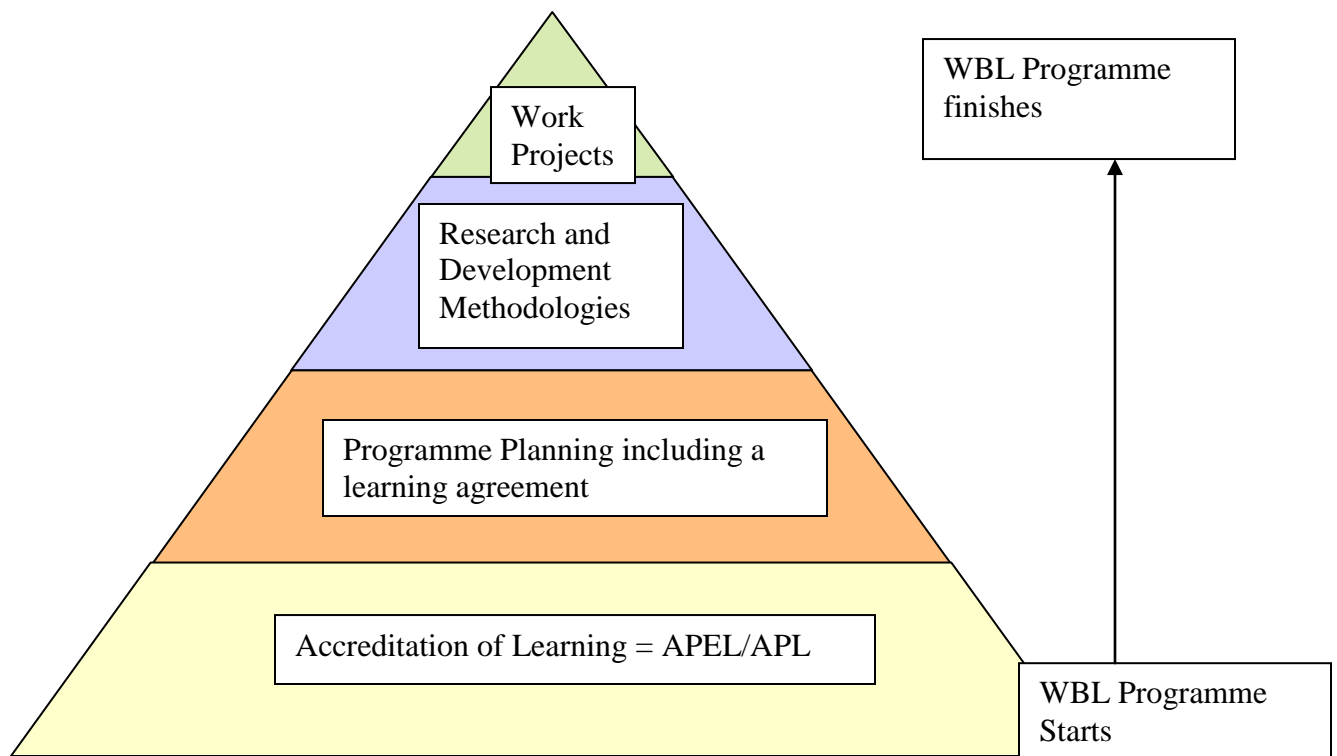 Work
Projects
WBL Programme
finishes
Research and
Development
Methodologies
Programme Planning including a
learning agreement
Accreditation of Learning = APEL/APL
WBL Programme
Starts